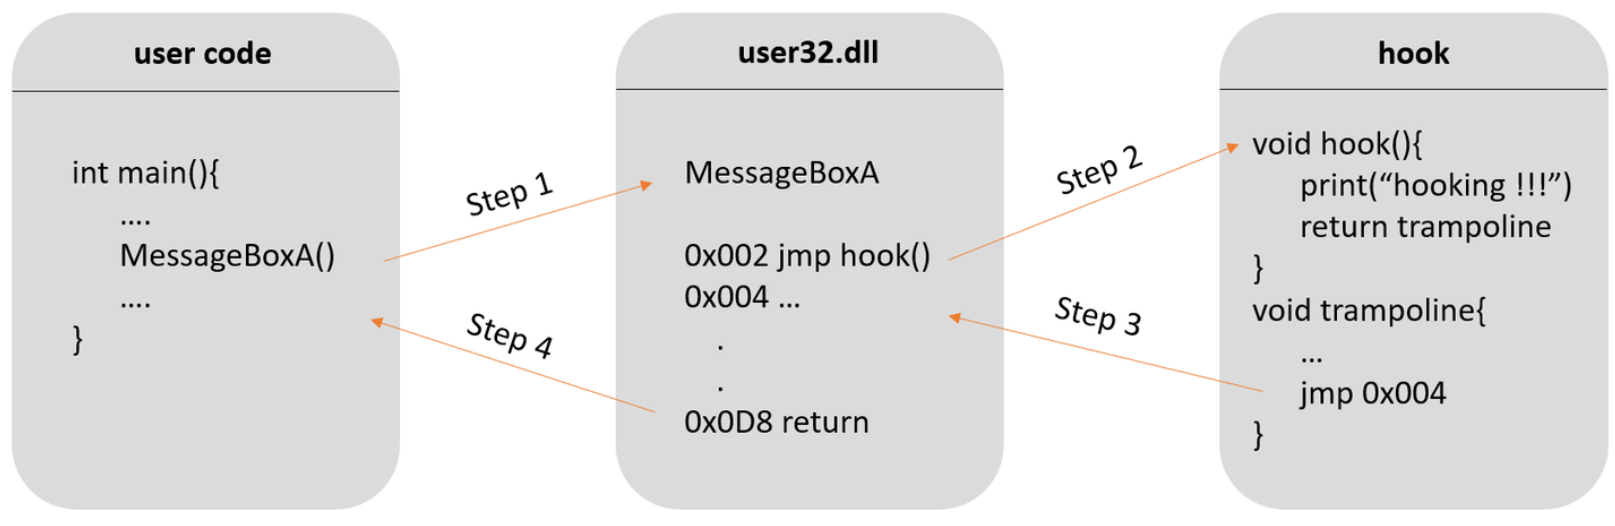 user code
int main(){
....
MessageBoxA()
....
}
Step 1
Step 4
user32.dll
MessageBoxA
0x002 jmp hook()
0x004 ...
.
.
0x0D8 return
Step 2
Step 3
hook
void hook(){
print(“hooking !!!”)
return trampoline
}
void trampoline{
...
jmp 0x004
}